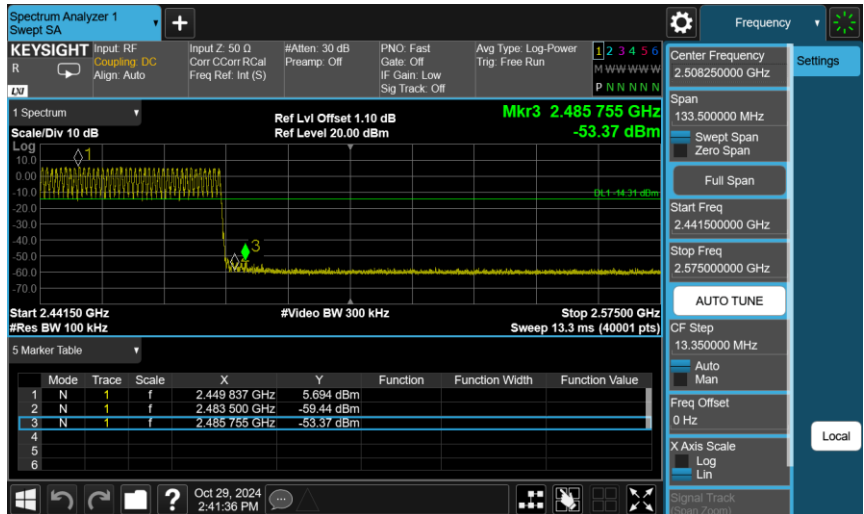 Spectrum Analyzer 1
Swept SA
+
Frequency
KEYSIGHT
R
LXI
Input: RF
Coupling: DC
Align: Auto
Input Z: 50 Ω
Corr CCorr RCal
Freq Ref: Int (S)
#Atten: 30 dB
Preamp: Off
PNO: Fast
Gate: Off
IF Gain: Low
Sig Track: Off
Avg Type: Log-Power
Trig: Free Run
1 2 3 4 5 6
M W W W W W
P N N N N N
Center Frequency
2.508250000 GHz
Settings
1 Spectrum
Scale/Div 10 dB
Ref Lvl Offset 1.10 dB
Ref Level 20.00 dBm
Mkr3 2.485 755 GHz
-53.37 dBm
Span
133.500000 MHz
Swept Span
Zero Span
Full Span
Start Freq
2.441500000 GHz
Stop Freq
2.575000000 GHz
AUTO TUNE
CF Step
13.350000 MHz
Auto
Man
Freq Offset
0 Hz
X Axis Scale
Log
Lin
Signal Track
(Span Zoom)
Local
Log
10.0
0.00
-10.0
-20.0
-30.0
-40.0
-50.0
-60.0
-70.0
1
DL1 -14.31 dBm
3
Start 2.44150 GHz
#Res BW 100 kHz
#Video BW 300 kHz
Stop 2.57500 GHz
Sweep 13.3 ms (40001 pts)
5 Marker Table
Mode Trace Scale X Y Function Function Width Function Value
1 N 1 f 2.449 837 GHz 5.694 dBm
2 N 1 f 2.483 500 GHz -59.44 dBm
3 N 1 f 2.485 755 GHz -53.37 dBm
4
5
6
?
Oct 29, 2024
2:41:36 PM